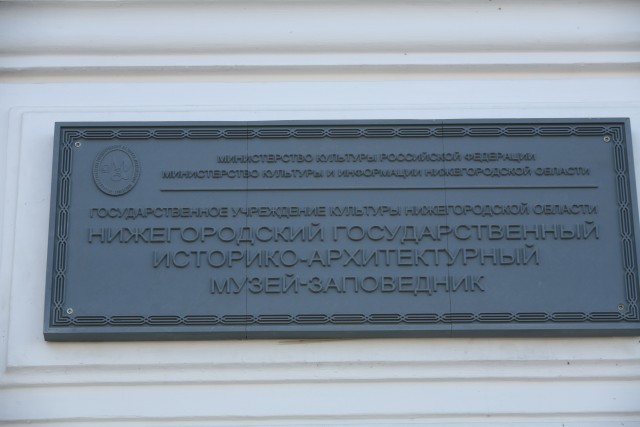 МИНИСТЕРСТВО КУЛЬТУРЫ РОССИЙСКОЙ ФЕДЕРАЦИИ
МИНИСТЕРСТВО КУЛЬТУРЫ И ИНФОРМАЦИИ НИЖЕГОРОДСКОЙ ОБЛАСТИ
ГОСУДАРСТВЕННОЕ УЧРЕЖДЕНИЕ КУЛЬТУРЫ НИЖЕГОРОДСКОЙ ОБЛАСТИ
НИЖЕГОРОДСКИЙ ГОСУДАРСТВЕННЫЙ
ИСТОРИКО-АРХИТЕКТУРНЫЙ
МУЗЕЙ-ЗАПОВЕДНИК